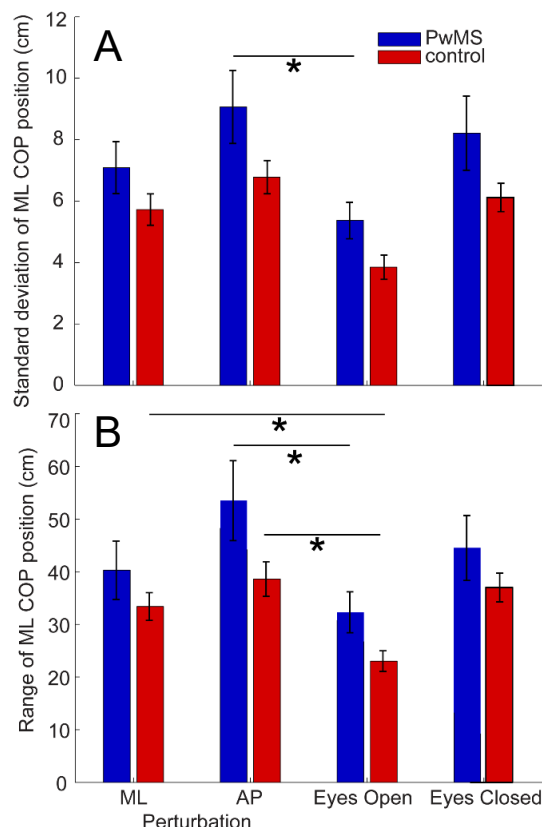 A
PwMS
control
*
Standard deviation of ML COP position (cm)
12
10
8
6
4
2
0
B
*
*
*
Range of ML COP position (cm)
70
60
50
40
30
20
10
0
ML AP Eyes Open Eyes Closed
Perturbation